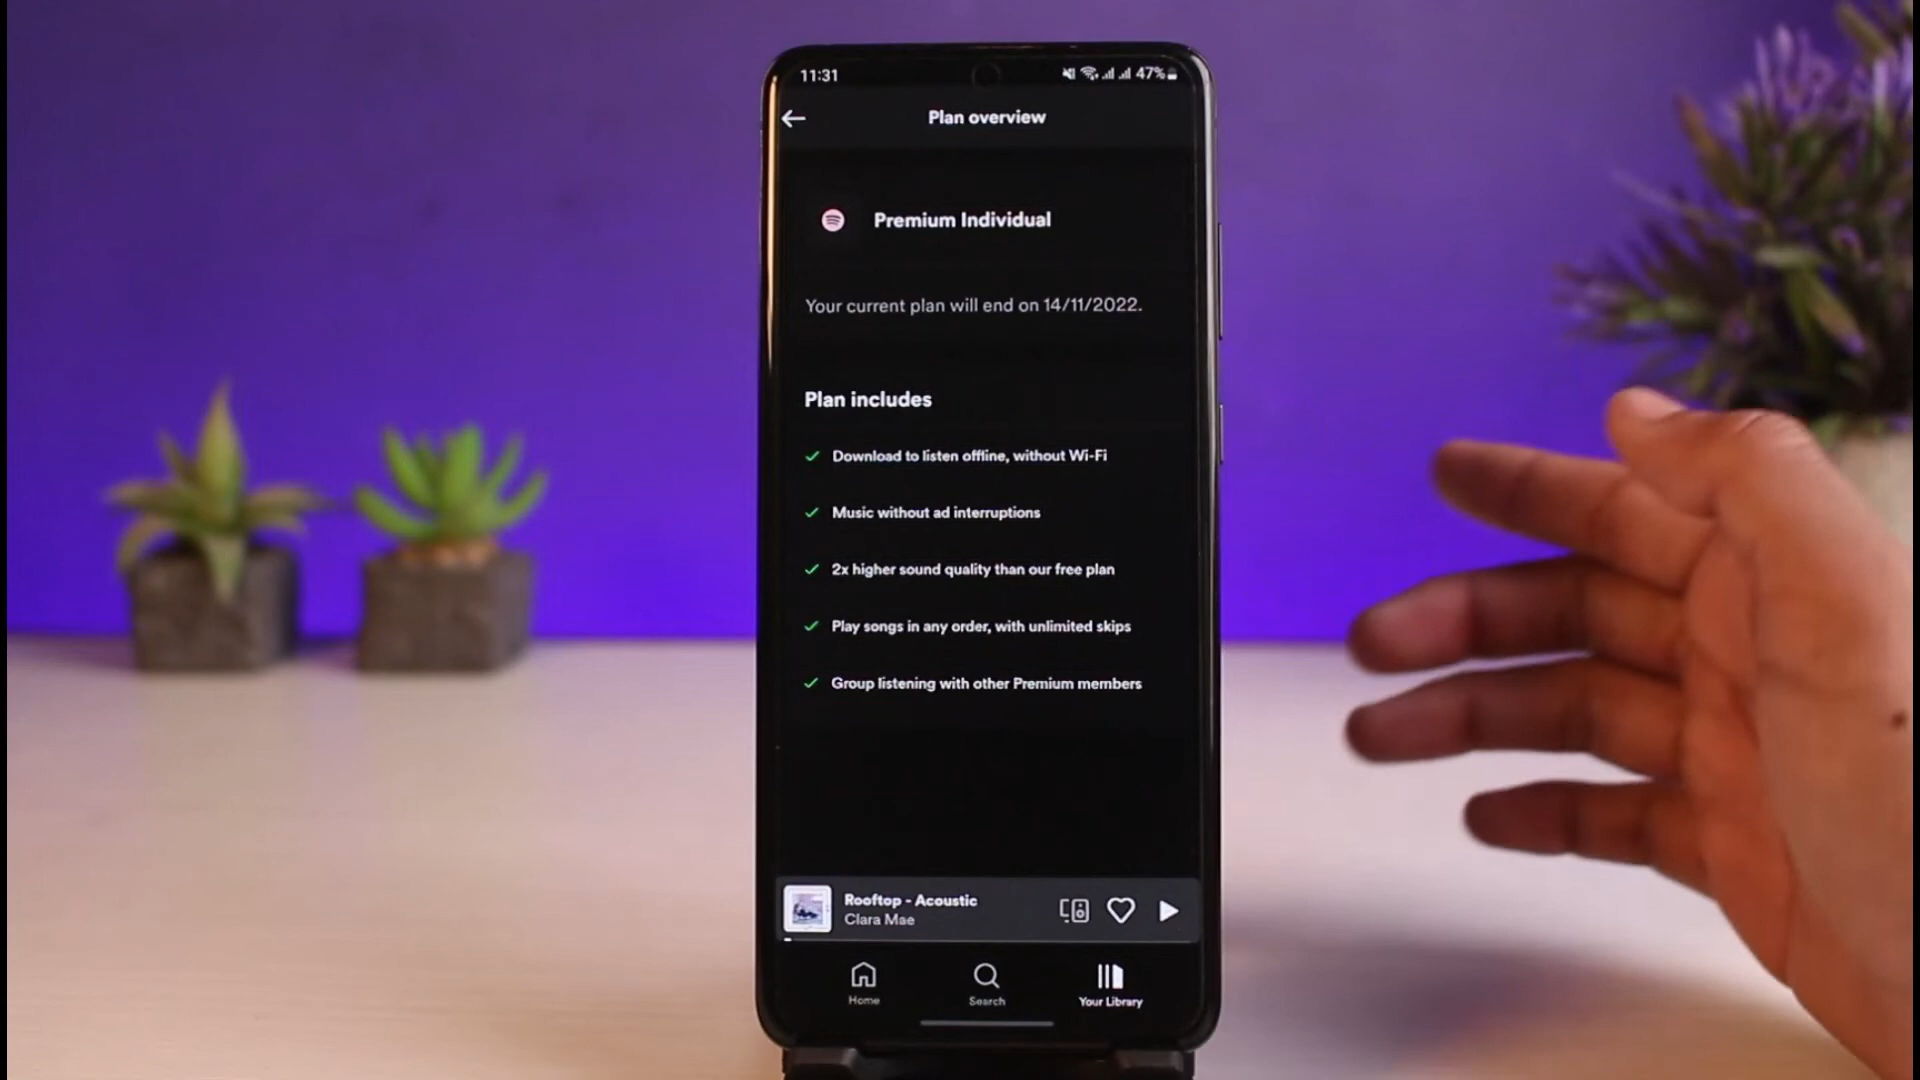 11:31
47%
Plan overview
Premium Individual
Your current plan will end on 14/11/2022.
Plan includes
Download to listen offline, without Wi-Fi
Music without ad interruptions
2x higher sound quality than our free plan
Play songs in any order, with unlimited skips
Group listening with other Premium members
Rooftop - Acoustic
Clara Mae
Home
Search
Your Library